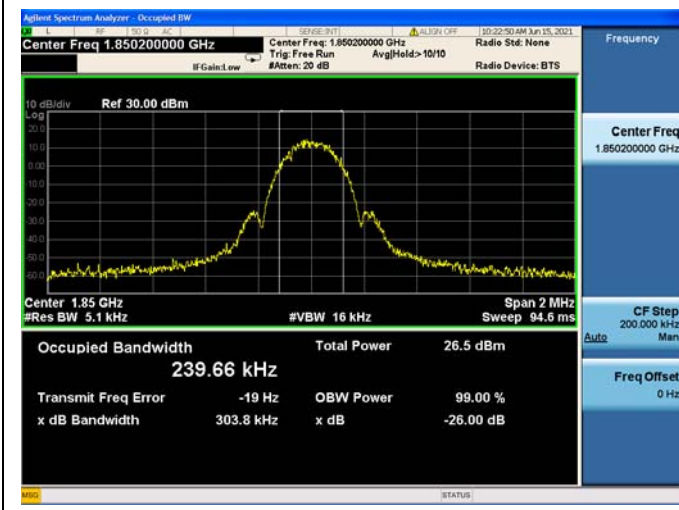 Agilent Spectrum Analyzer - Occupied BW
L RF 50 Ω AC SENSE:INT ALIGN OFF 10:22:50 AM Jun 15, 2021
Center Freq 1.850200000 GHz
Center Freq: 1.850200000 GHz
Radio Std: None
Trig: Free Run Avg|Hold:> 10/10
IFGain:Low
#Atten: 20 dB
Radio Device: BTS
Frequency
10 dB/div Ref 30.00 dBm
Log
20.0
10.0
0.00
-10.0
-20.0
-30.0
-40.0
-50.0
-60.0
Center Freq
1.850200000 GHz
Center 1.85 GHz Span 2 MHz
#Res BW 5.1 kHz #VBW 16 kHz Sweep 94.6 ms
CF Step
200.000 kHz
Auto Man
Occupied Bandwidth Total Power 26.5 dBm
239.66 kHz
Transmit Freq Error -19 Hz OBW Power 99.00 %
x dB Bandwidth 303.8 kHz x dB -26.00 dB
Freq Offset
0 Hz
MSG STATUS